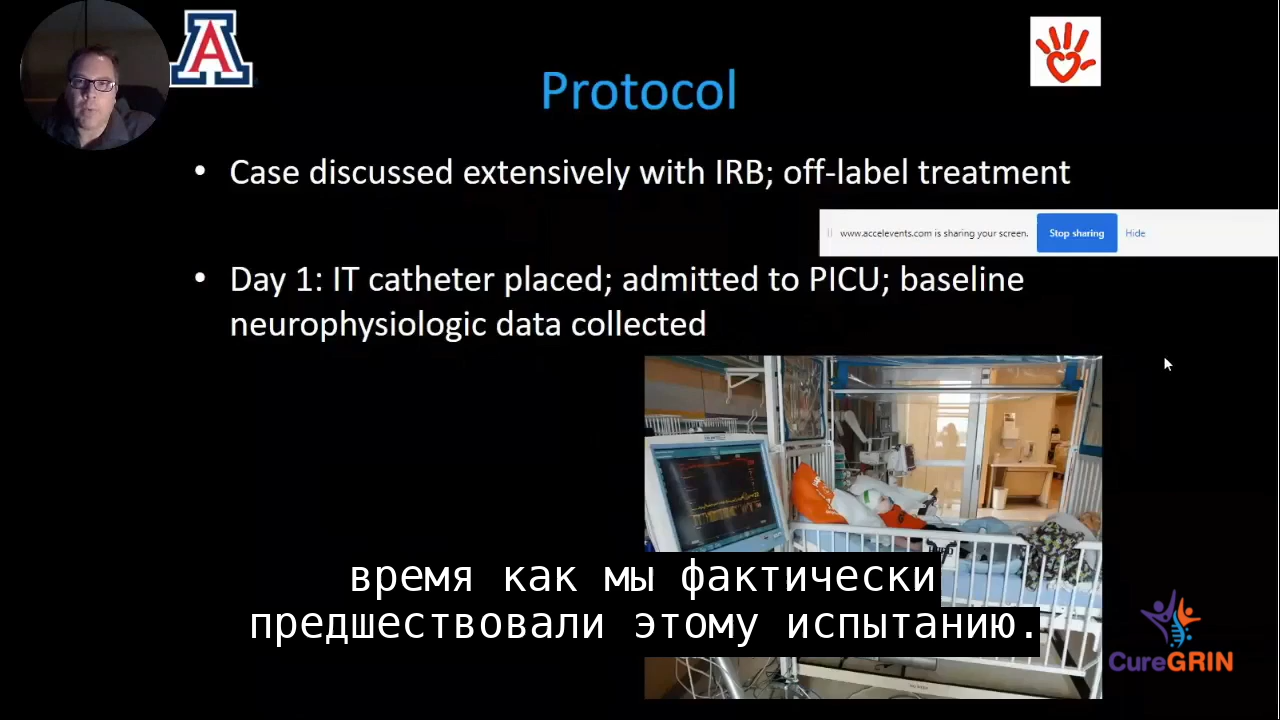 A
Protocol
• Case discussed extensively with IRB; off-label treatment
www.accelevents.com is sharing your screen. Stop sharing Hide
• Day 1: IT catheter placed; admitted to PICU; baseline
neurophysiologic data collected
время как мы фактически
предшествовали этому испытанию.
CureGRIN